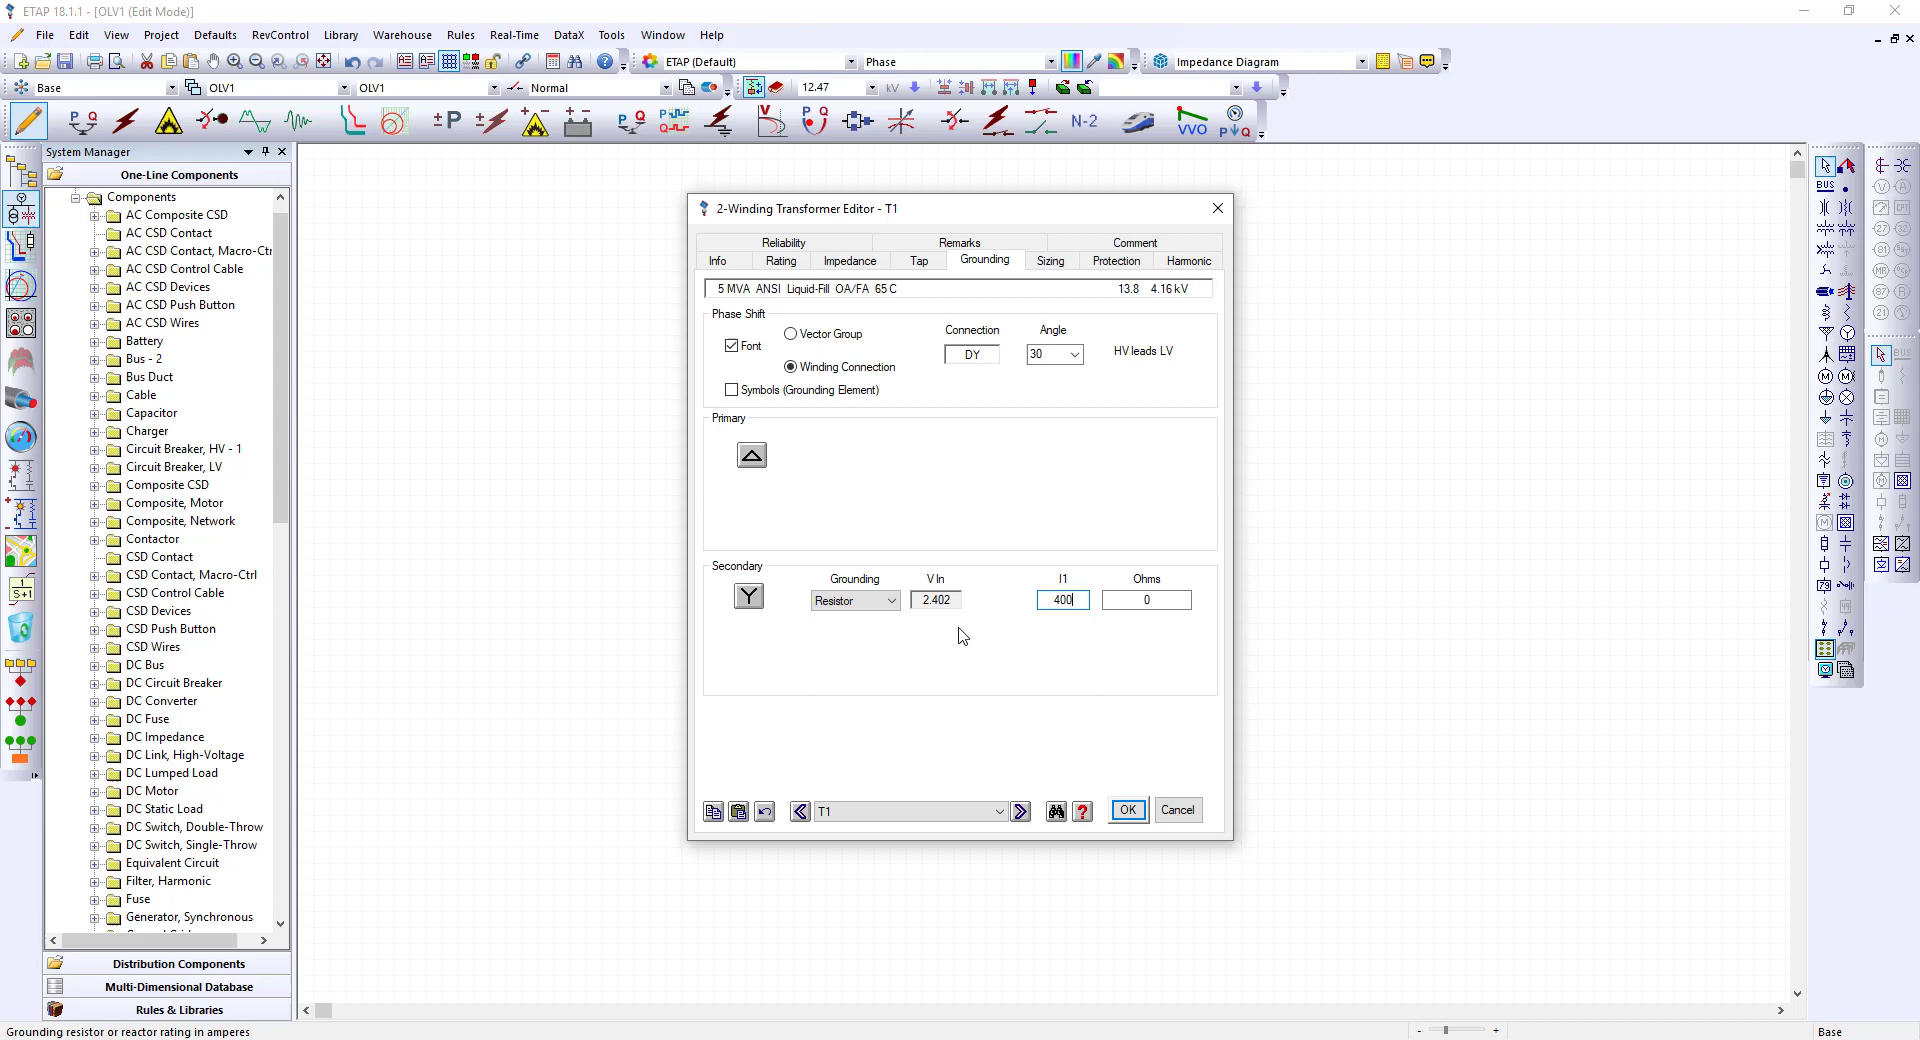 ETAP 18.1.1 - [OLV1 (Edit Mode)]
File Edit View Project Defaults RevControl Library Warehouse Rules Real-Time DataX Tools Window Help
ETAP (Default) Phase Impedance Diagram
Base OLV1 OLV1 Normal 12.47 kV
P Q P Q ±P P Q P Q V P Q N-2 VVO P Q
System Manager
One-Line Components
Components
AC Composite CSD
AC CSD Contact
AC CSD Contact, Macro-Ctr
AC CSD Control Cable
AC CSD Devices
AC CSD Push Button
AC CSD Wires
Battery
Bus - 2
Bus Duct
Cable
Capacitor
Charger
Circuit Breaker, HV - 1
Circuit Breaker, LV
Composite CSD
Composite, Motor
Composite, Network
Contactor
CSD Contact
CSD Contact, Macro-Ctrl
CSD Control Cable
CSD Devices
CSD Push Button
CSD Wires
DC Bus
DC Circuit Breaker
DC Converter
DC Fuse
DC Impedance
DC Link, High-Voltage
DC Lumped Load
DC Motor
DC Static Load
DC Switch, Double-Throw
DC Switch, Single-Throw
Equivalent Circuit
Filter, Harmonic
Fuse
Generator, Synchronous
Distribution Components
Multi-Dimensional Database
Rules & Libraries
2-Winding Transformer Editor - T1
Reliability Remarks Comment
Info Rating Impedance Tap Grounding Sizing Protection Harmonic
5 MVA ANSI Liquid-Fill OA/FA 65 C 13.8 4.16 kV
Phase Shift
Font
Vector Group
Winding Connection
Symbols (Grounding Element)
Connection
DY
Angle
30
HV leads LV
Primary
Secondary
Grounding V ln I1 Ohms
Resistor 2.402 400 0
T1
OK
Cancel
BUS
Grounding resistor or reactor rating in amperes
- +
Base